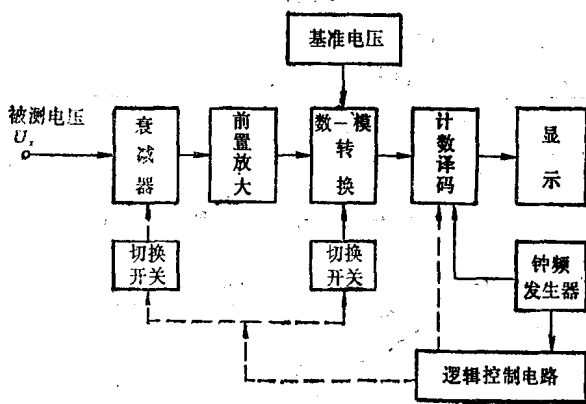 基准电压
被测电压
Uₓ
衰减器
前置放大
数－模
转换
计数译码
显示
切换
开关
切换
开关
钟频
发生器
逻辑控制电路